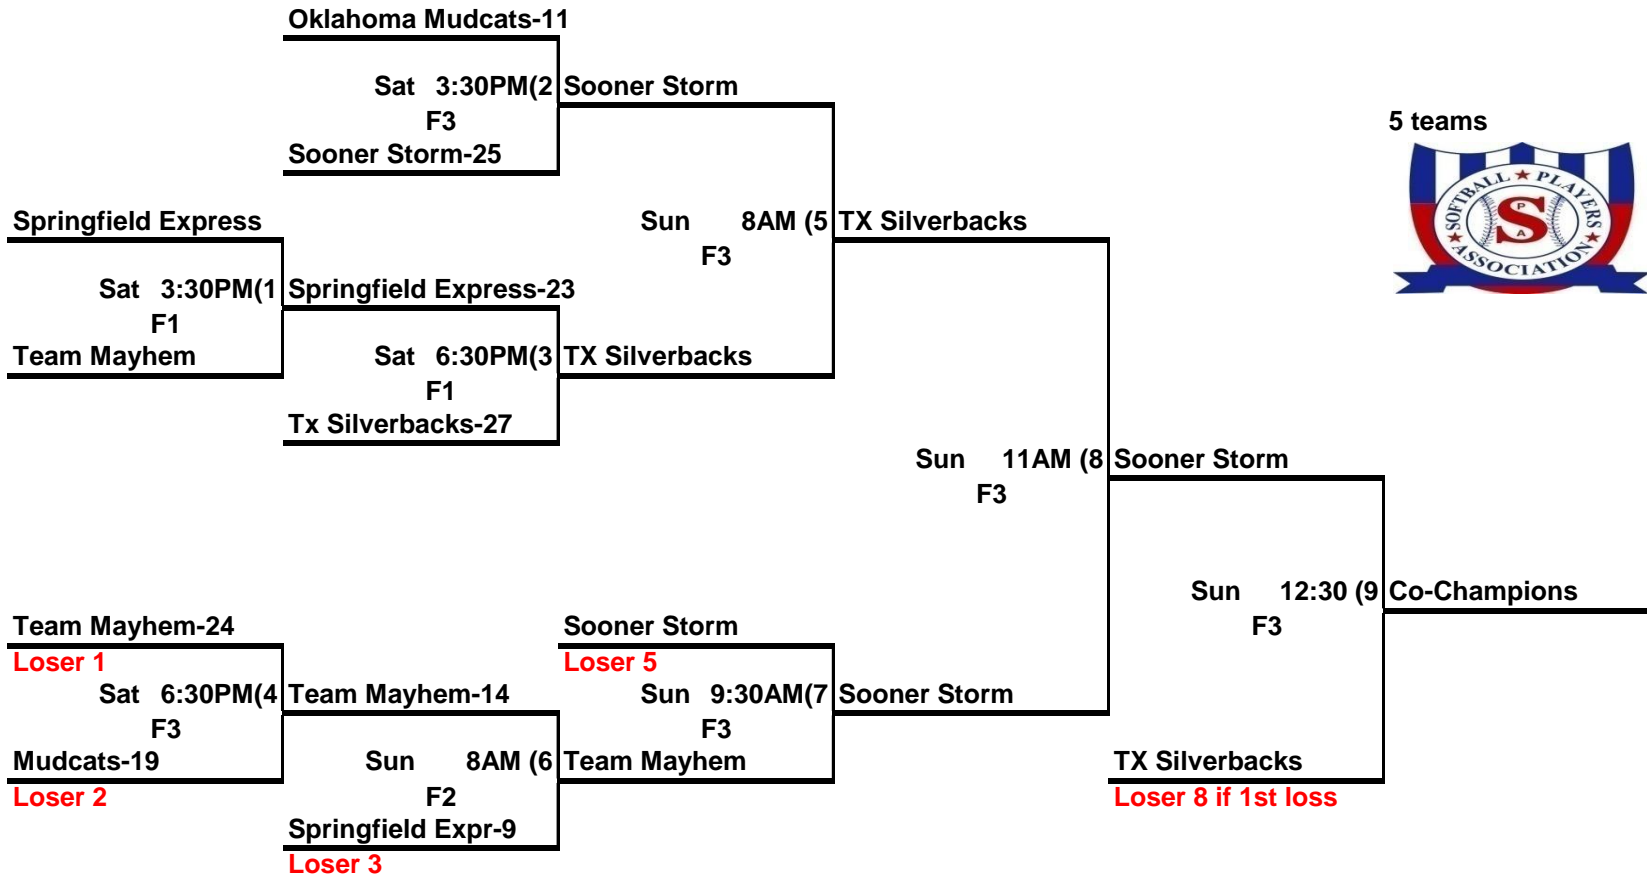 Oklahoma Mudcats-11
Sat 3:30PM(2 Sooner Storm
F3
5 teams
Sooner Storm-25
SOFTBALL ★ PLAYERS ★ ASSOCIATION ★
P
S
A
Springfield Express
Sun 8AM (5 TX Silverbacks
F3
Sat 3:30PM(1 Springfield Express-23
F1
Team Mayhem
Sat 6:30PM(3 TX Silverbacks
F1
Tx Silverbacks-27
Sun 11AM (8 Sooner Storm
F3
Sun 12:30 (9 Co-Champions
F3
Team Mayhem-24
Sooner Storm
Loser 1
Loser 5
Sat 6:30PM(4 Team Mayhem-14
Sun 9:30AM(7 Sooner Storm
F3
F3
Mudcats-19
Sun 8AM (6 Team Mayhem
TX Silverbacks
Loser 2
F2
Loser 8 if 1st loss
Springfield Expr-9
Loser 3